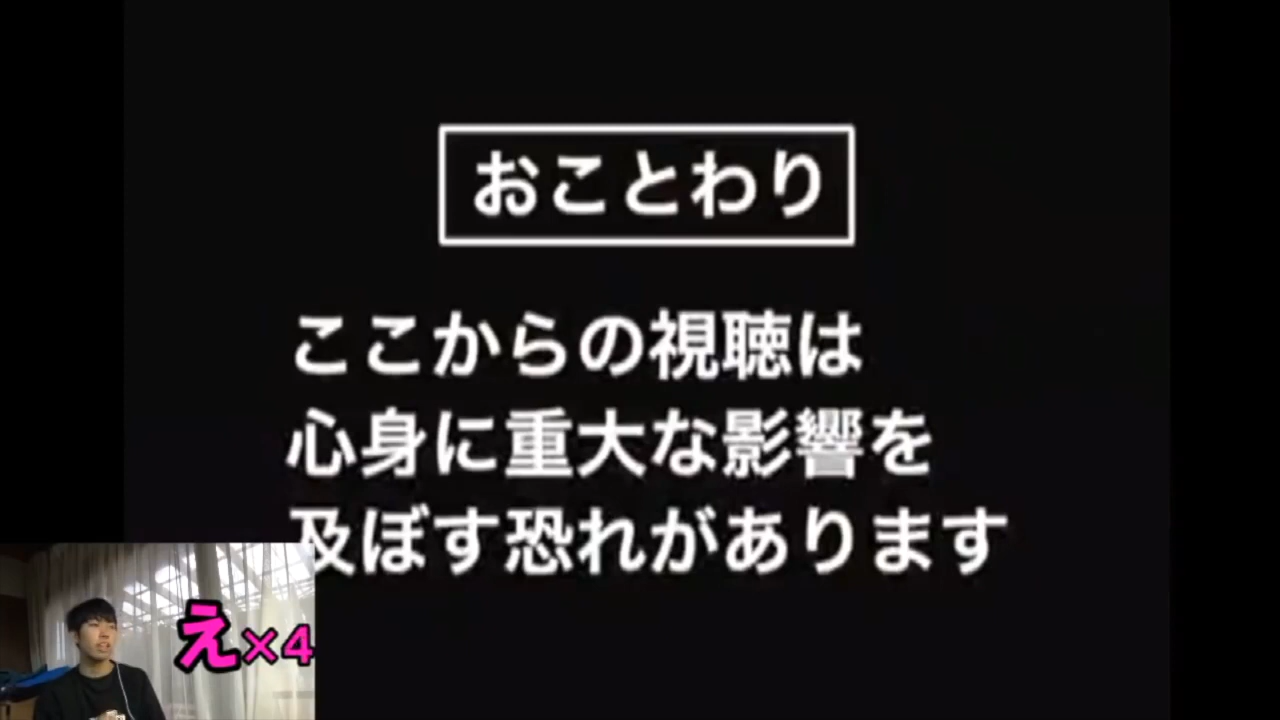 おことわり
ここからの視聴は
心身に重大な影響を
及ぼす恐れがあります
え×4